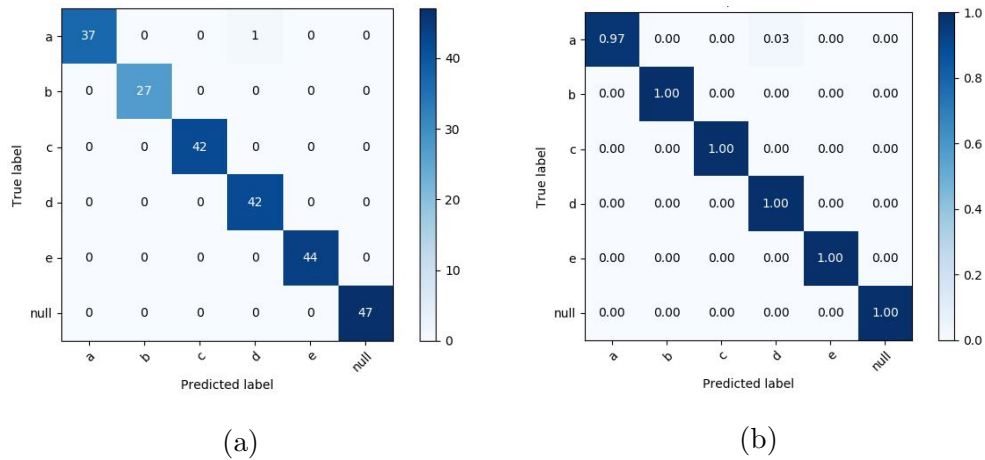 a 37 0 0 1 0 0
b 0 27 0 0 0 0
c 0 0 42 0 0 0
d 0 0 0 42 0 0
e 0 0 0 0 44 0
null 0 0 0 0 0 47
a b c d e null
Predicted label
True label
40
30
20
10
0
(a)
a 0.97 0.00 0.00 0.03 0.00 0.00
b 0.00 1.00 0.00 0.00 0.00 0.00
c 0.00 0.00 1.00 0.00 0.00 0.00
d 0.00 0.00 0.00 1.00 0.00 0.00
e 0.00 0.00 0.00 0.00 1.00 0.00
null 0.00 0.00 0.00 0.00 0.00 1.00
a b c d e null
Predicted label
True label
1.0
0.8
0.6
0.4
0.2
0.0
(b)